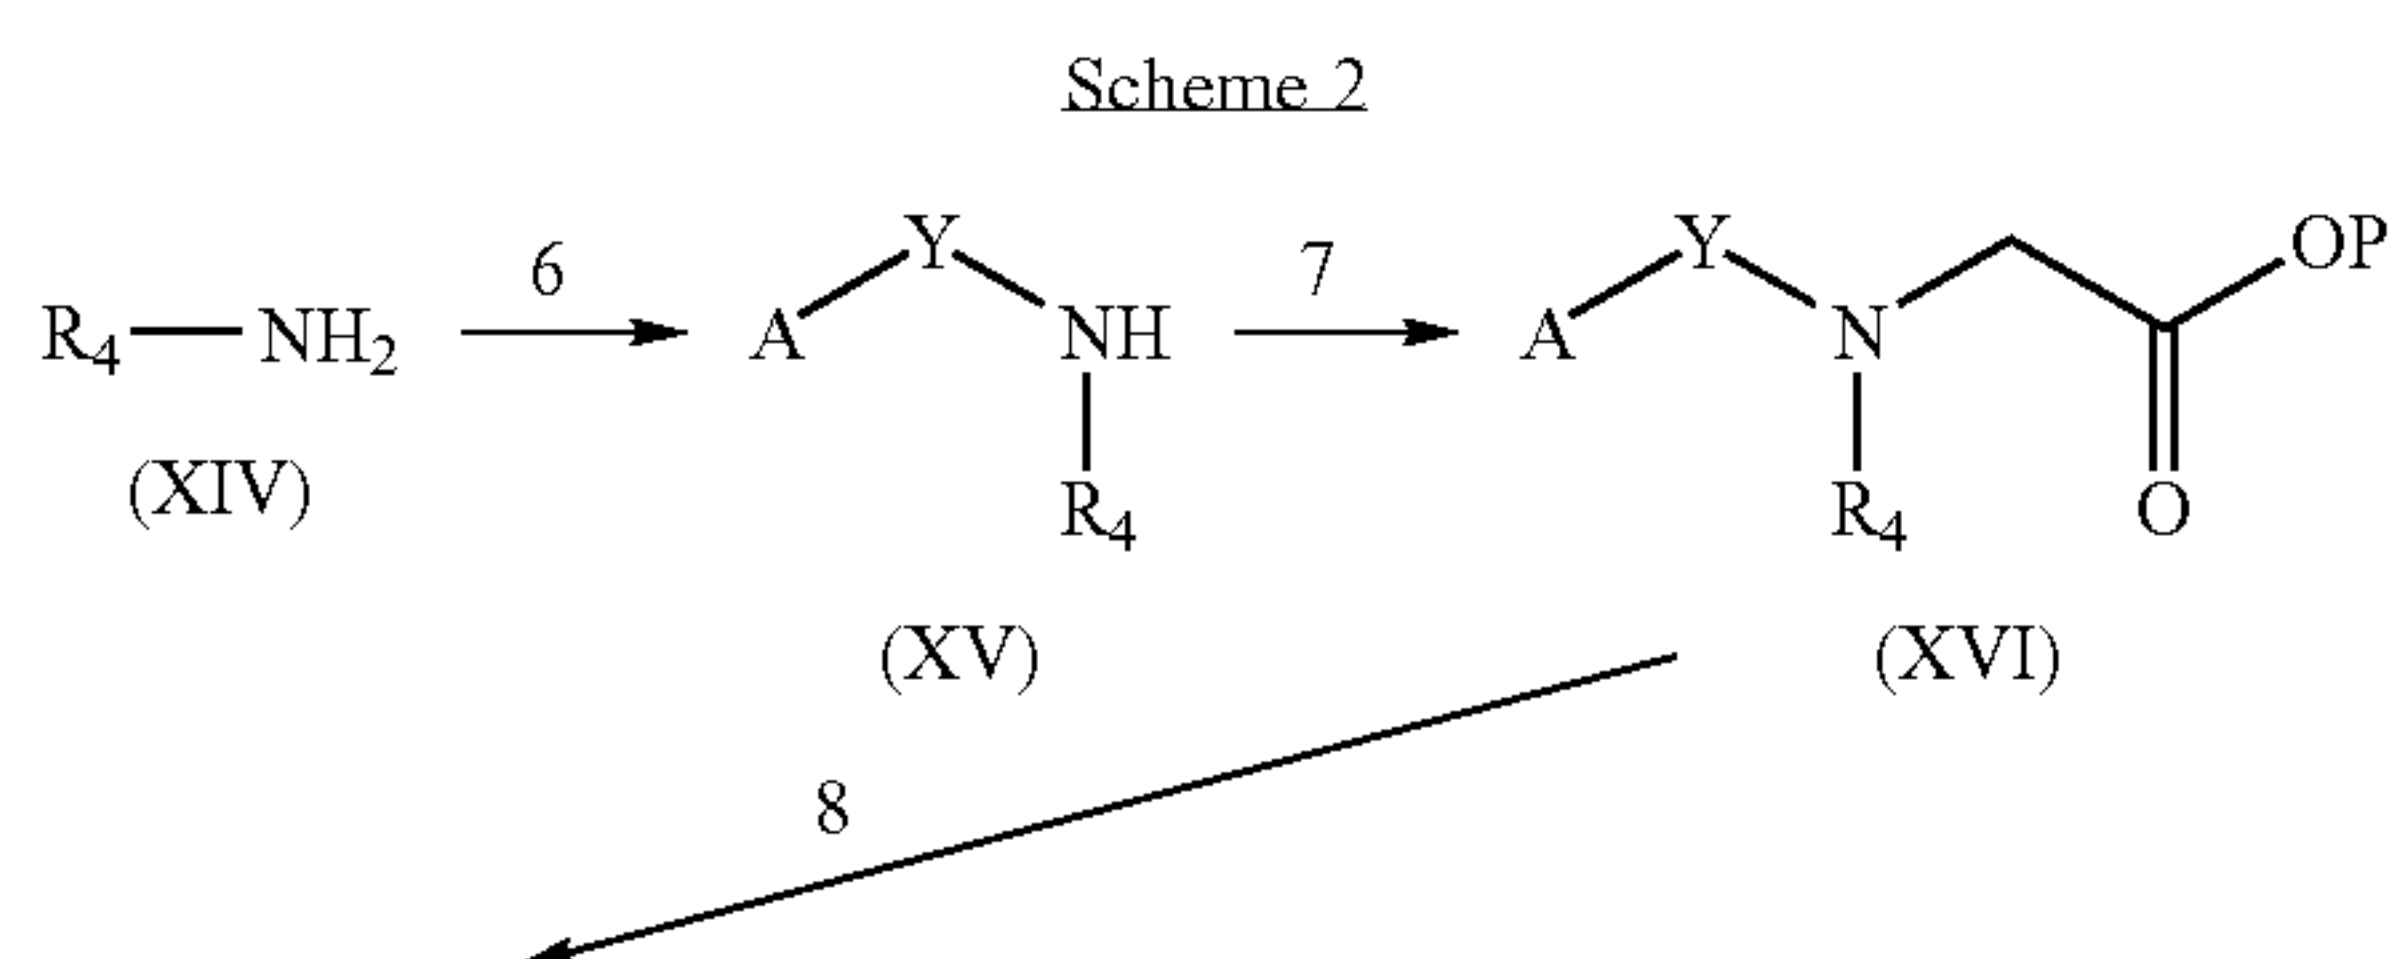 Scheme 2
Y Y OP
6 7
R4 NH2 A NH A N
(XIV) R4 R4 O
(XV) (XVI)
8